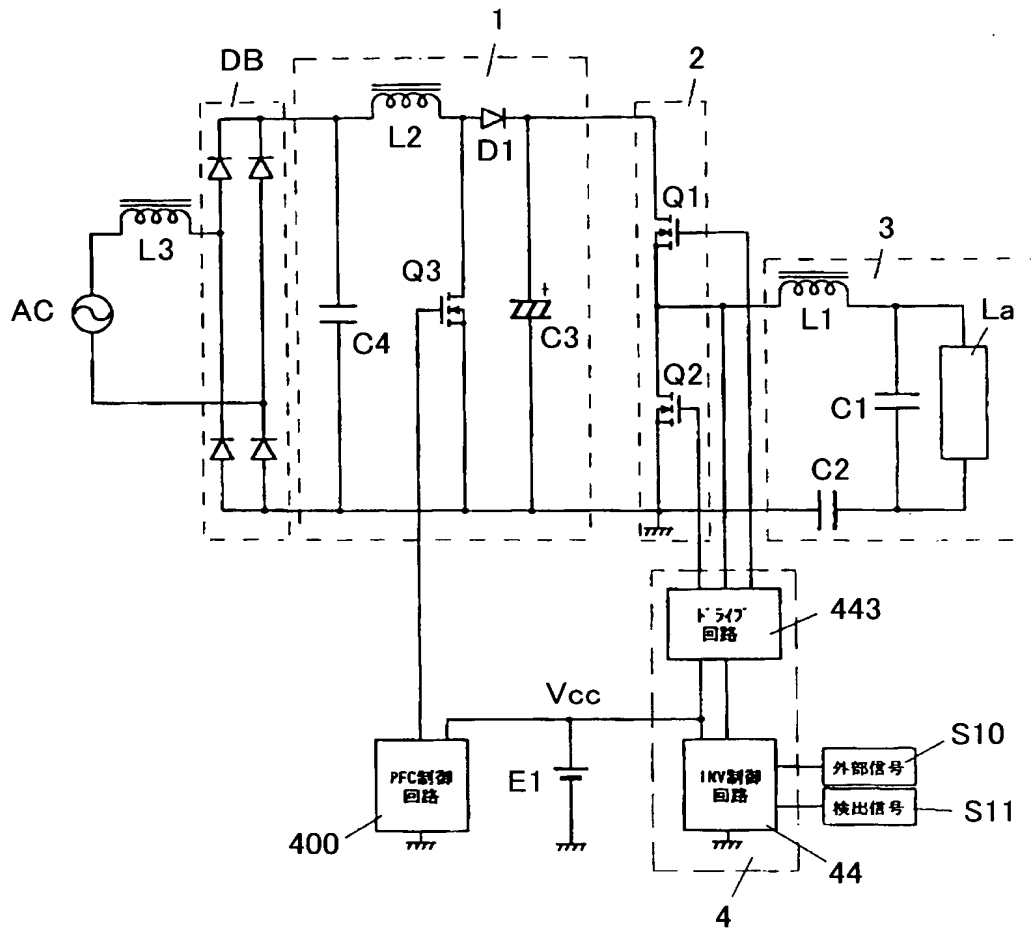 1
DB
2
L2
D1
Q1
L3
3
Q3
AC
C4
C3
L1
La
Q2
C1
C2
ドライブ
回路
443
Vcc
S10
PFC制御
回路
E1
INV制御
回路
外部信号
検出信号
S11
400
44
4